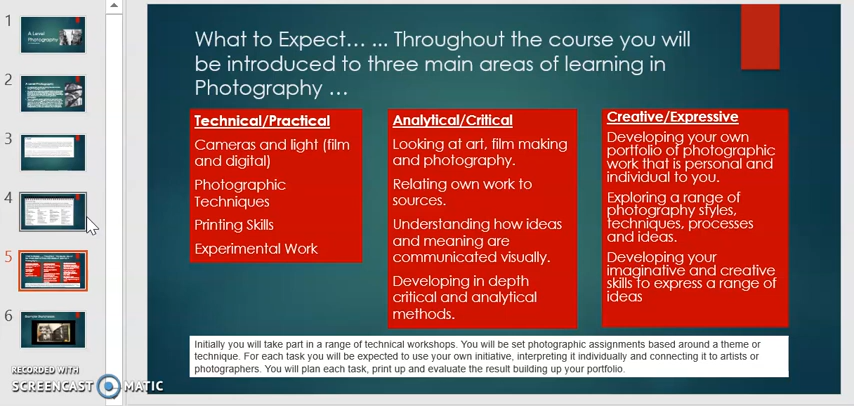 1
A Level
Photography
2
3
4
5
6
What to Expect… … Throughout the course you will
be introduced to three main areas of learning in
Photography …
Technical/Practical
Cameras and light (film
and digital)
Photographic
Techniques
Printing Skills
Experimental Work
Analytical/Critical
Looking at art, film making
and photography.
Relating own work to
sources.
Understanding how ideas
and meaning are
communicated visually.
Developing in depth
critical and analytical
methods.
Creative/Expressive
Developing your own
portfolio of photographic
work that is personal and
individual to you.
Exploring a range of
photography styles,
techniques, processes
and ideas.
Developing your
imaginative and creative
skills to express a range of
ideas
Initially you will take part in a range of technical workshops. You will be set photographic assignments based around a theme or
technique. For each task you will be expected to use your own initiative, interpreting it individually and connecting it to artists or
photographers. You will plan each task, print up and evaluate the result building up your portfolio.
RECORDED WITH
SCREENCAST MATIC